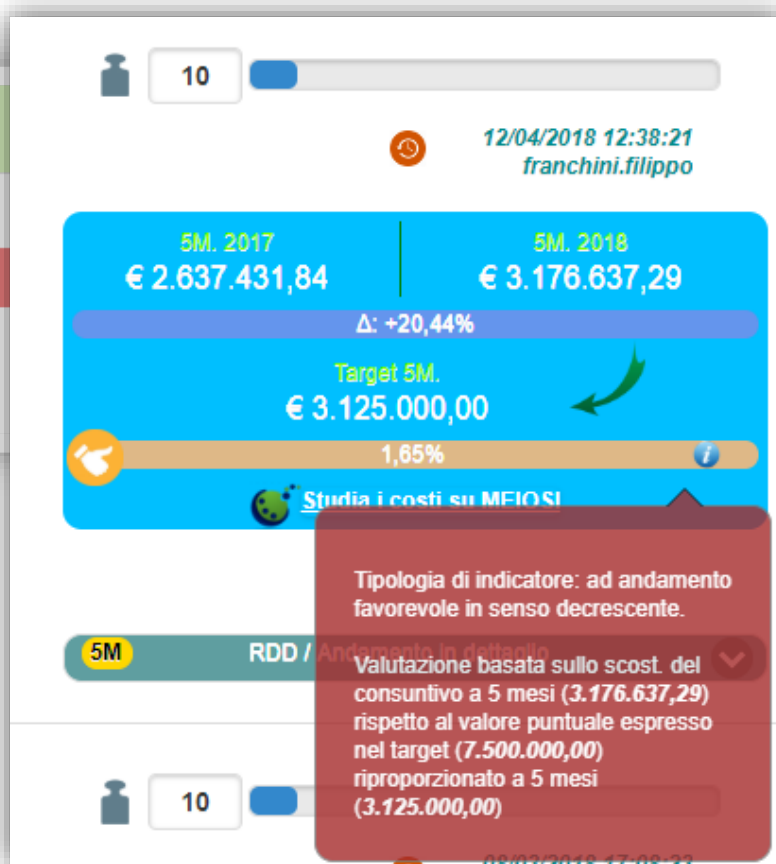 10
12/04/2018 12:38:21
franchini.filippo
5M. 2017
5M. 2018
€ 2.637.431,84
€ 3.176.637,29
Δ: +20,44%
Target 5M.
€ 3.125.000,00
1,65%
i
Studia i costi su MEIOSI
5M
RDD / Andamento in dettaglio
Tipologia di indicatore: ad andamento
favorevole in senso decrescente.
Valutazione basata sullo scost. del
consuntivo a 5 mesi (3.176.637,29)
rispetto al valore puntuale espresso
nel target (7.500.000,00)
riproporzionato a 5 mesi
(3.125.000,00)
10